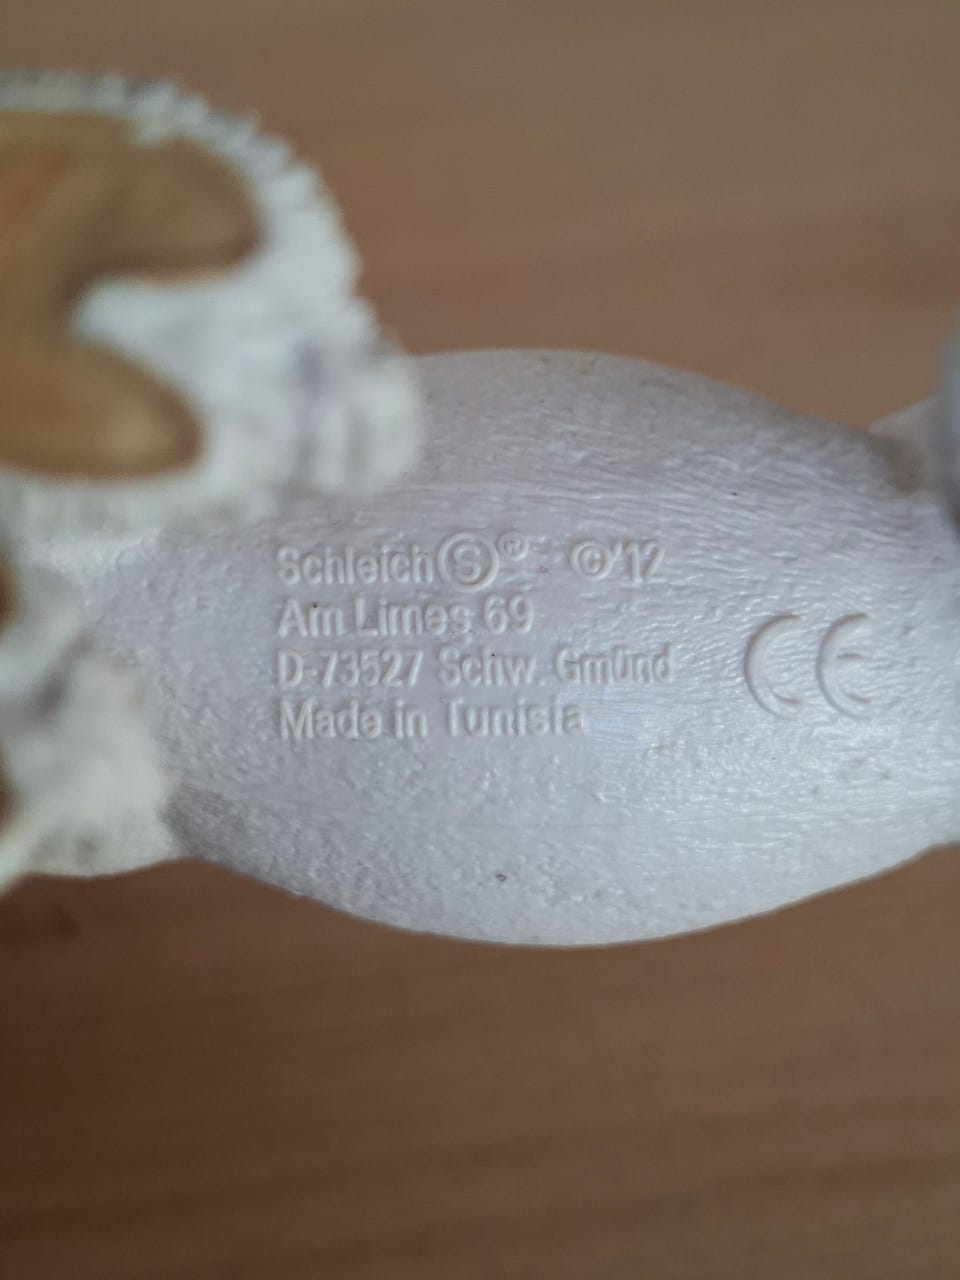 Schleich Ⓢ® ©'12
Am Limes 69
D-73527 Schw. Gmünd
Made in Tunisia
CE